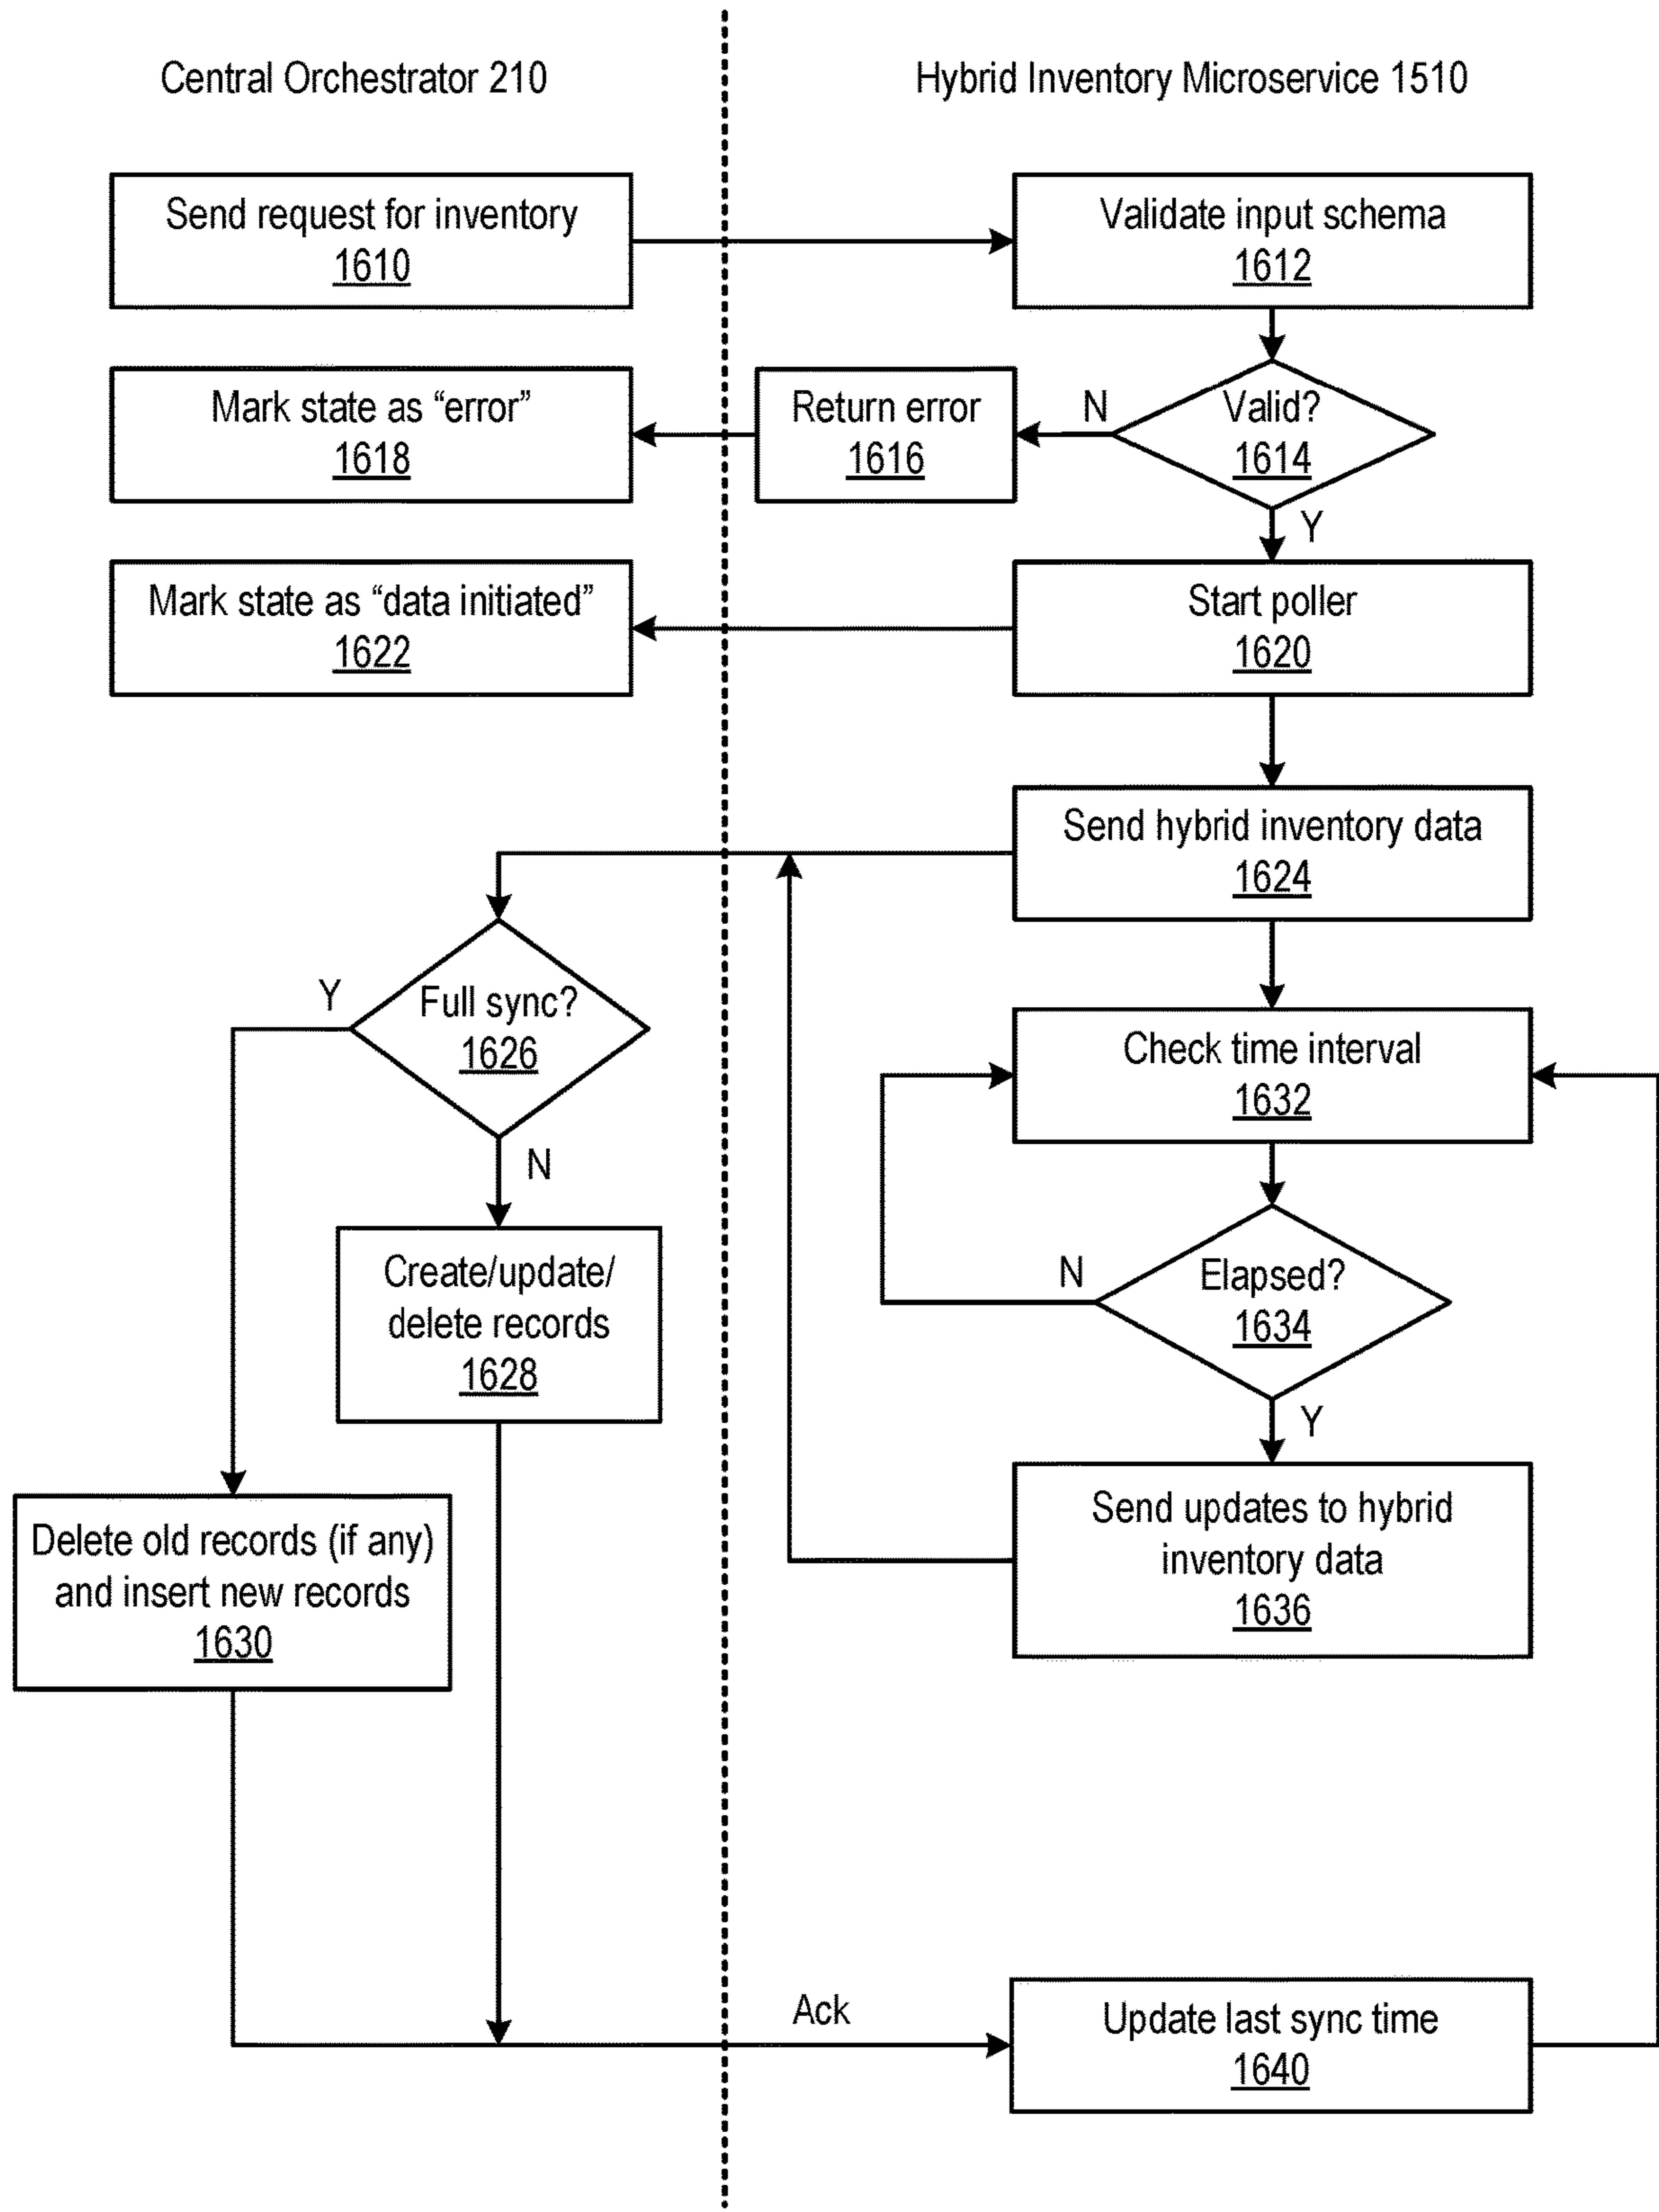 Central Orchestrator 210
Hybrid Inventory Microservice 1510
Send request for inventory
1610
Validate input schema
1612
Mark state as “error”
1618
Return error
1616
N
Valid?
1614
Y
Mark state as “data initiated”
1622
Start poller
1620
Send hybrid inventory data
1624
Y
Full sync?
1626
N
Check time interval
1632
Create/update/
delete records
1628
N
Elapsed?
1634
Y
Delete old records (if any)
and insert new records
1630
Send updates to hybrid
inventory data
1636
Ack
Update last sync time
1640